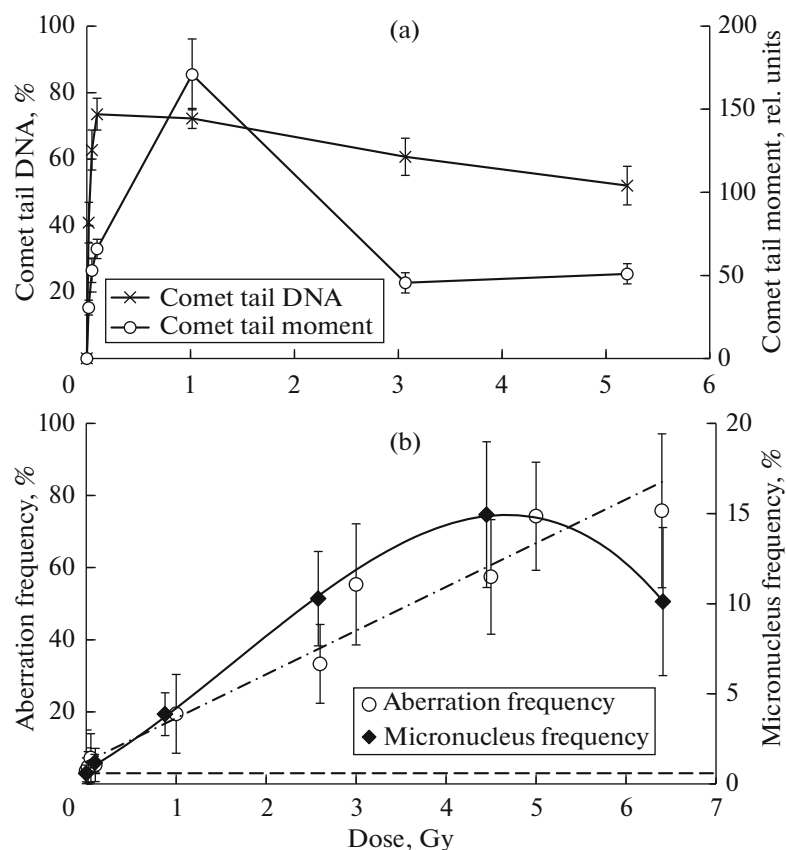 (a)
Comet tail DNA, %
100
80
60
40
20
0
Comet tail moment, rel. units
200
150
100
50
0
Comet tail DNA
Comet tail moment
1 2 3 4 5 6
(b)
Aberration frequency, %
100
80
60
40
20
0
Micronucleus frequency, %
20
15
10
5
0
Aberration frequency
Micronucleus frequency
1 2 3 4 5 6 7
Dose, Gy